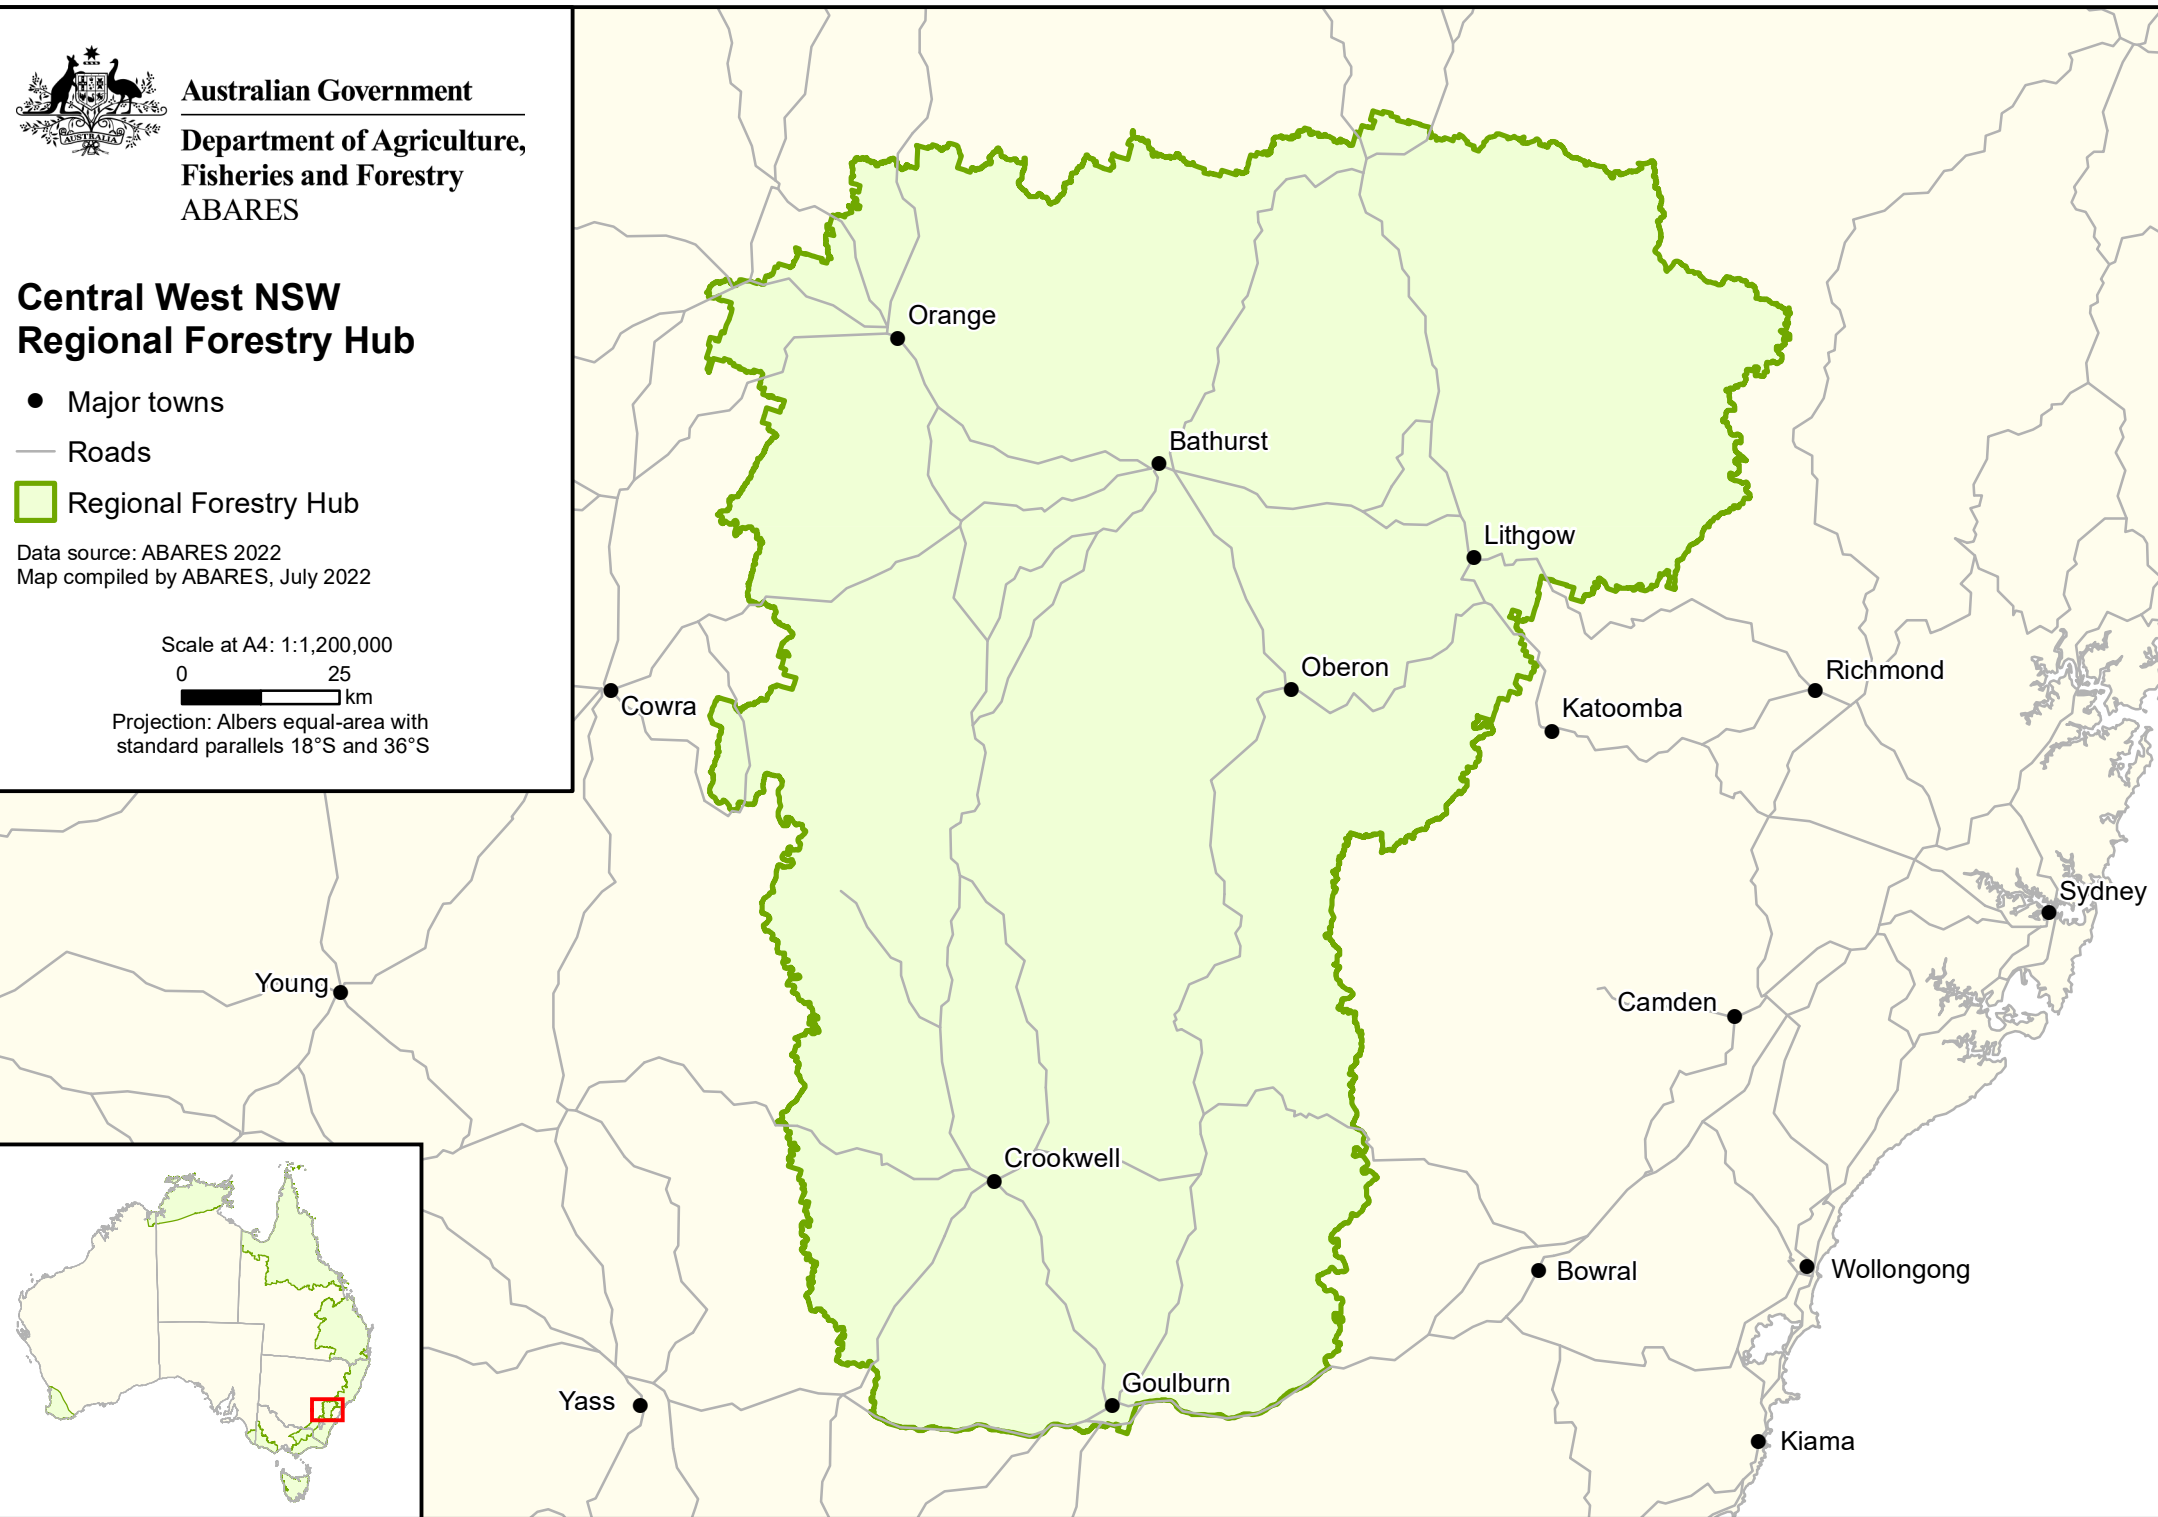 AUSTRALIA
Australian Government
Department of Agriculture,
Fisheries and Forestry
ABARES
Central West NSW
Regional Forestry Hub
Major towns
Roads
Regional Forestry Hub
Data source: ABARES 2022
Map compiled by ABARES, July 2022
Scale at A4: 1:1,200,000
0 25
km
Projection: Albers equal-area with
standard parallels 18°S and 36°S
Orange
Bathurst
Lithgow
Oberon
Richmond
Cowra
Katoomba
Sydney
Young
Camden
Crookwell
Bowral
Wollongong
Goulburn
Yass
Kiama